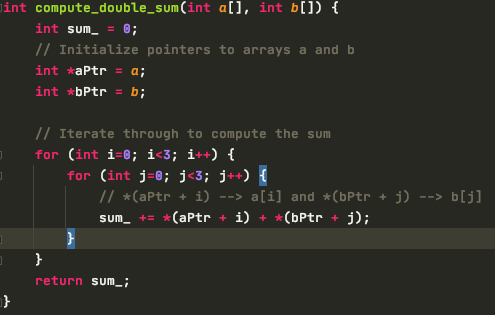 int compute_double_sum(int a[], int b[]) {
    int sum_ = 0;
    // Initialize pointers to arrays a and b
    int *aPtr = a;
    int *bPtr = b;

    // Iterate through to compute the sum
    for (int i=0; i<3; i++) {
        for (int j=0; j<3; j++) {
            // *(aPtr + i) --> a[i] and *(bPtr + j) --> b[j]
            sum_ += *(aPtr + i) + *(bPtr + j);
        }
    }
    return sum_;
}